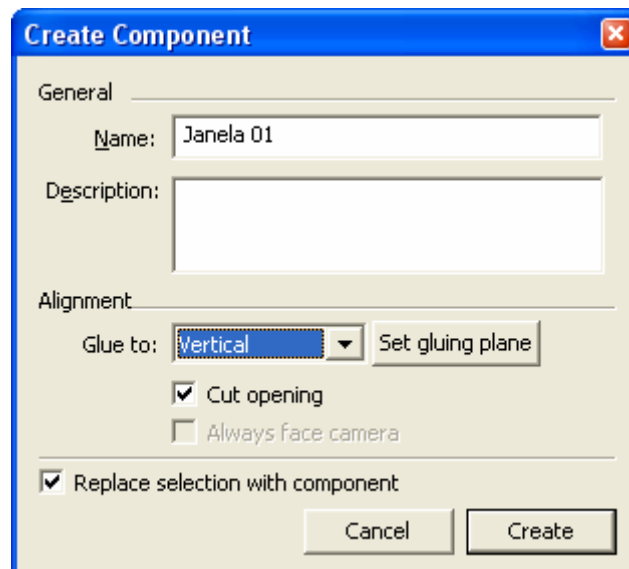 Create Component
General
Name: Janela 01
Description:
Alignment
Glue to: Vertical Set gluing plane
Cut opening
Always face camera
Replace selection with component
Cancel Create